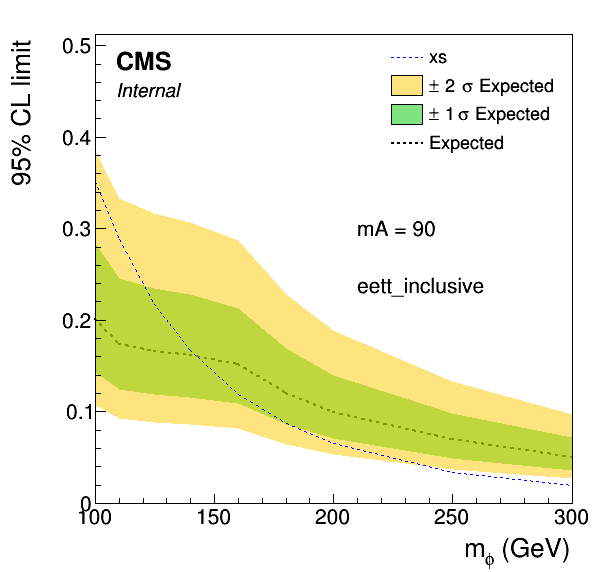 95% CL limit
0.5
0.4
0.3
0.2
0.1
0
CMS
Internal
xs
± 2 σ Expected
± 1 σ Expected
Expected
mA = 90
eett_inclusive
100 150 200 250 300
m_ϕ (GeV)